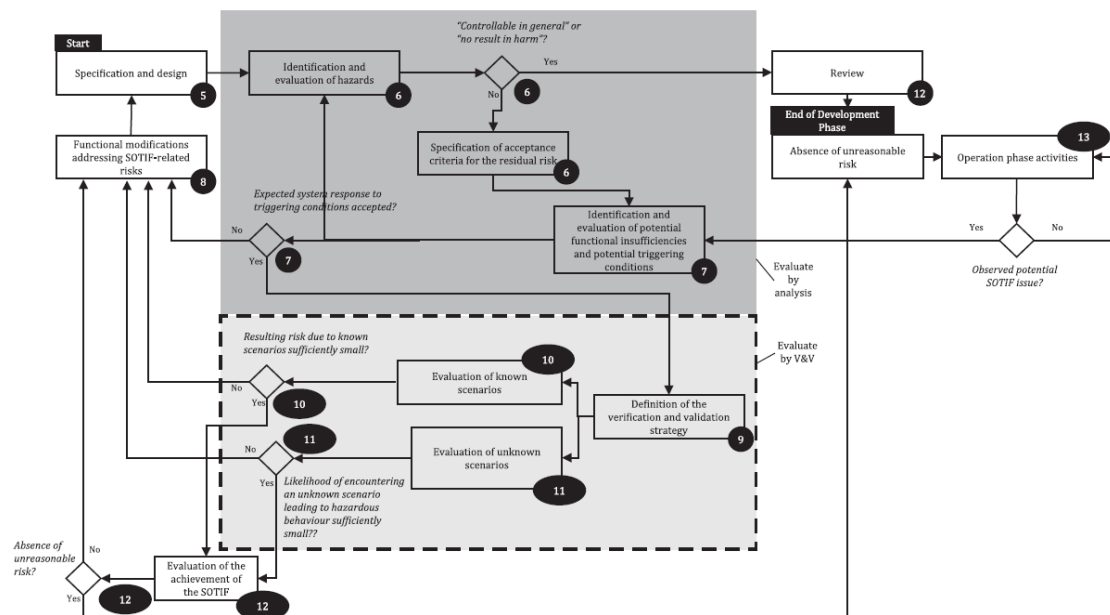 "Controllable in general" or
"no result in harm"?
Start
Specification and design
5
Identification and
evaluation of hazards
6
Yes
No
6
Review
12
End of Development
Phase
Absence of unreasonable
risk
13
Operation phase activities
Functional modifications
addressing SOTIF-related
risks
8
Specification of acceptance
criteria for the residual risk
6
Expected system response to
triggering conditions accepted?
No
Yes
7
Identification and
evaluation of potential
functional insufficiencies
and potential triggering
conditions
7
Yes
No
Observed potential
SOTIF issue?
Evaluate
by
analysis
Resulting risk due to known
scenarios sufficiently small?
No
Yes
10
10
Evaluation of known
scenarios
Evaluate
by V&V
Definition of the
verification and validation
strategy
9
No
Yes
11
Evaluation of unknown
scenarios
11
Likelihood of encountering
an unknown scenario
leading to hazardous
behaviour sufficiently
small??
Absence of
unreasonable
risk?
No
Yes
12
Evaluation of the
achievement of
the SOTIF
12